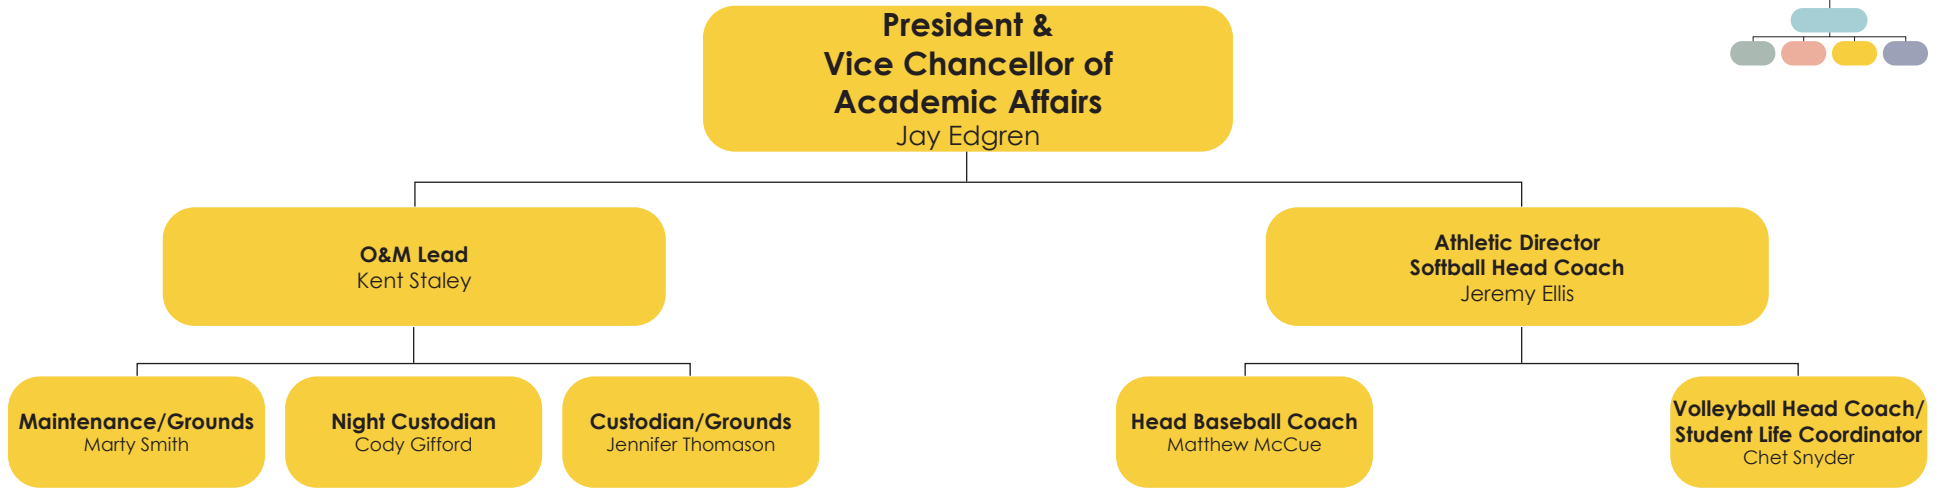 President &
Vice Chancellor of
Academic Affairs
Jay Edgren
O&M Lead
Kent Staley
Athletic Director
Softball Head Coach
Jeremy Ellis
Maintenance/Grounds
Marty Smith
Night Custodian
Cody Gifford
Custodian/Grounds
Jennifer Thomason
Head Baseball Coach
Matthew McCue
Volleyball Head Coach/
Student Life Coordinator
Chet Snyder